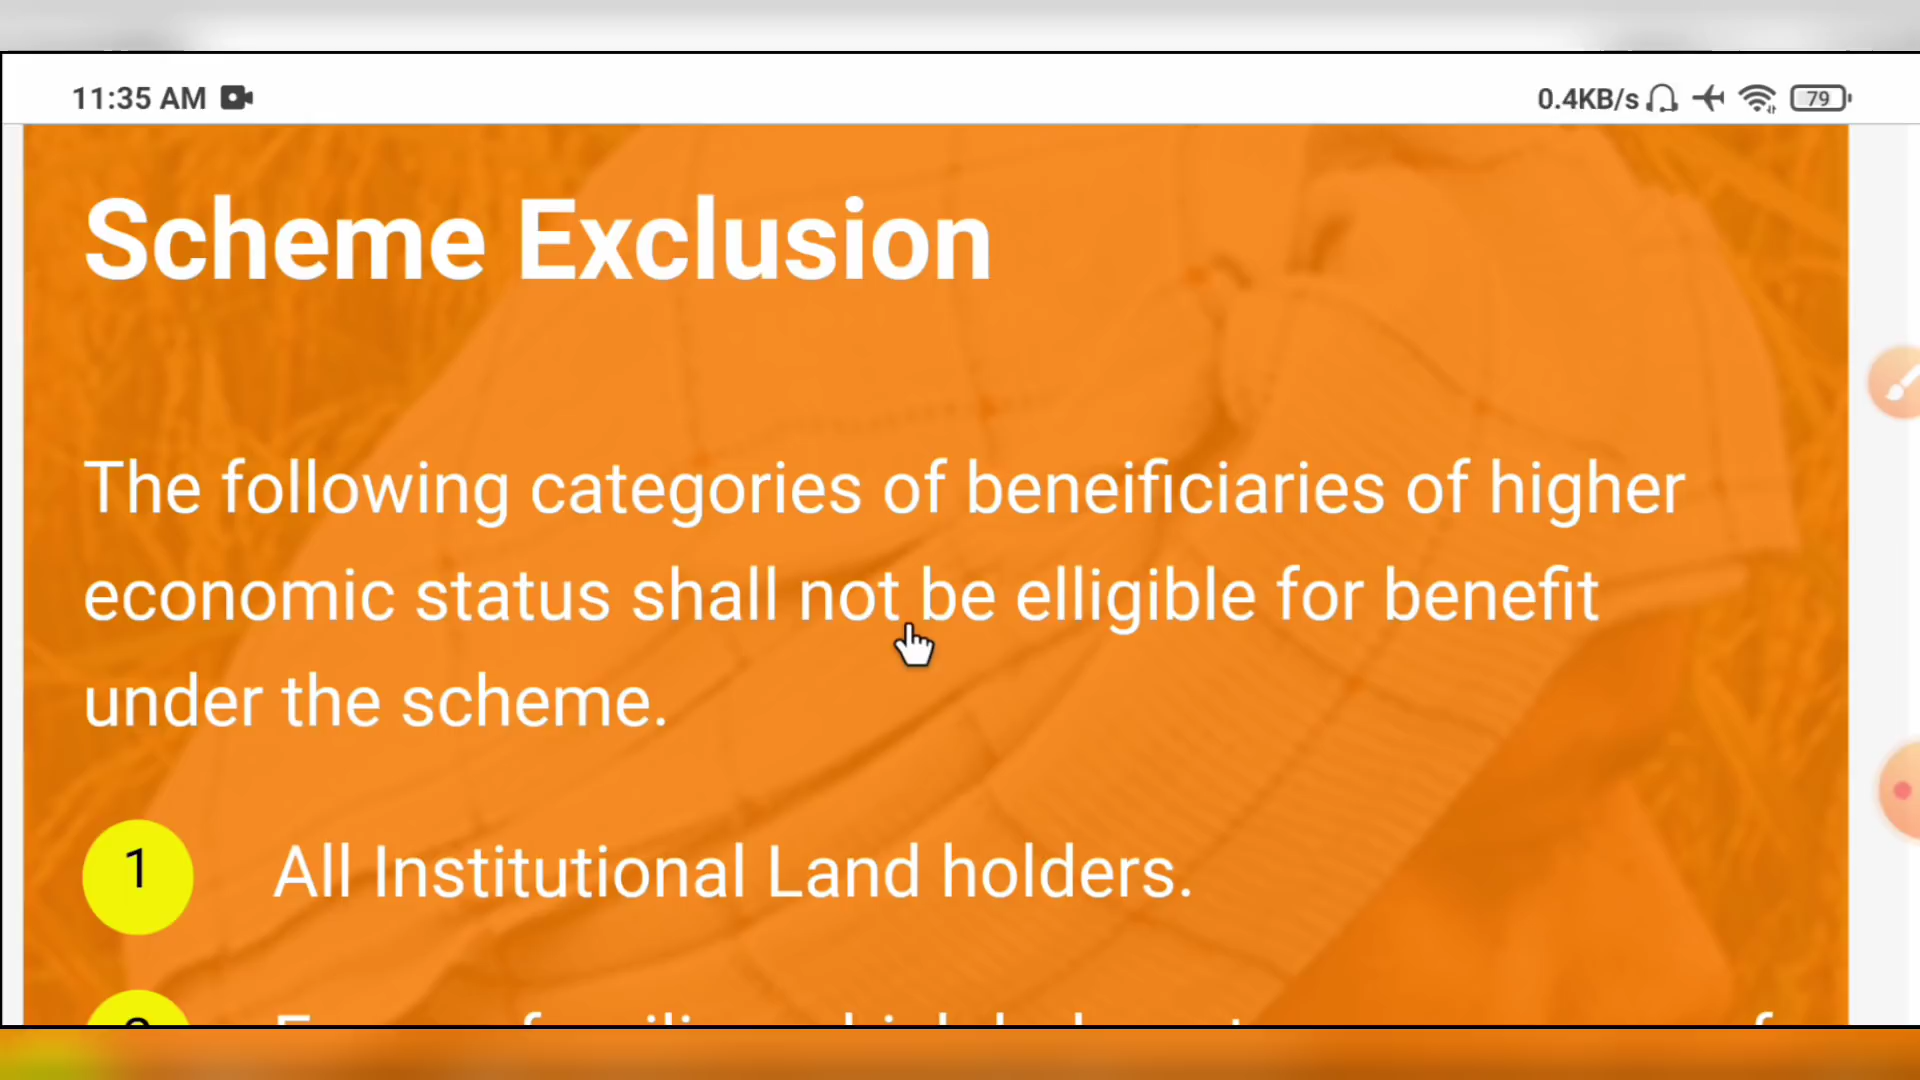 11:35 AM
0.4KB/s
79
Scheme Exclusion
The following categories of beneificiaries of higher
economic status shall not be elligible for benefit
under the scheme.
1 All Institutional Land holders.